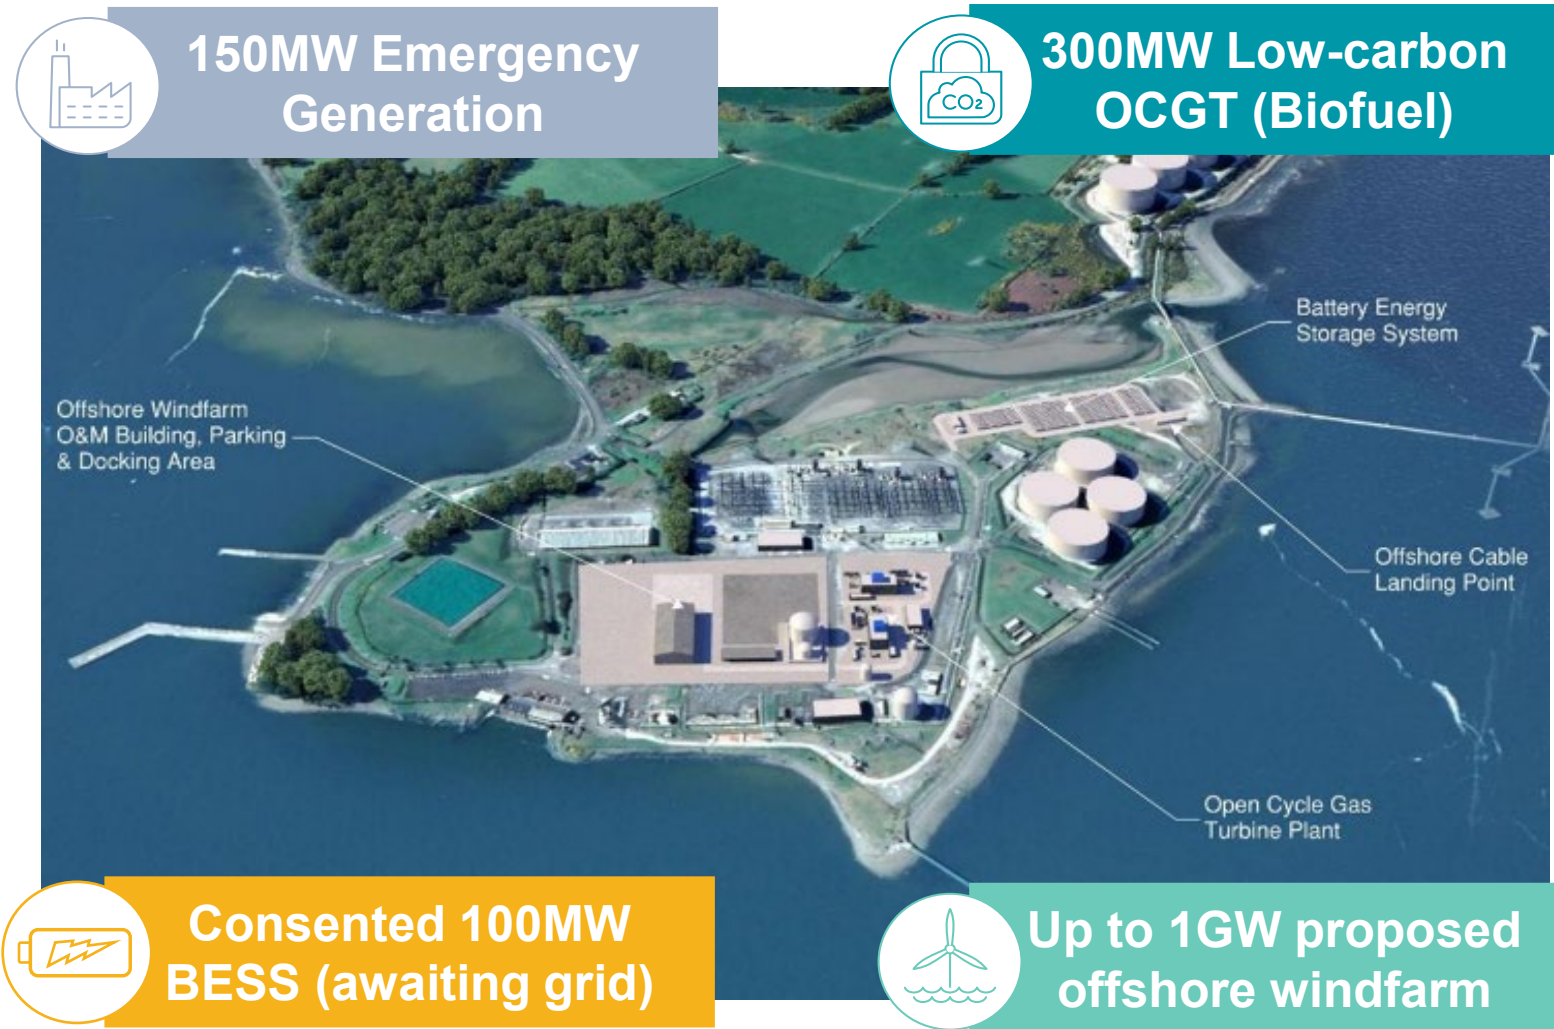 150MW Emergency
Generation
300MW Low-carbon
OCGT (Biofuel)
CO2
Battery Energy
Storage System
Offshore Windfarm
O&M Building, Parking
& Docking Area
Offshore Cable
Landing Point
Open Cycle Gas
Turbine Plant
Consented 100MW
BESS (awaiting grid)
Up to 1GW proposed
offshore windfarm